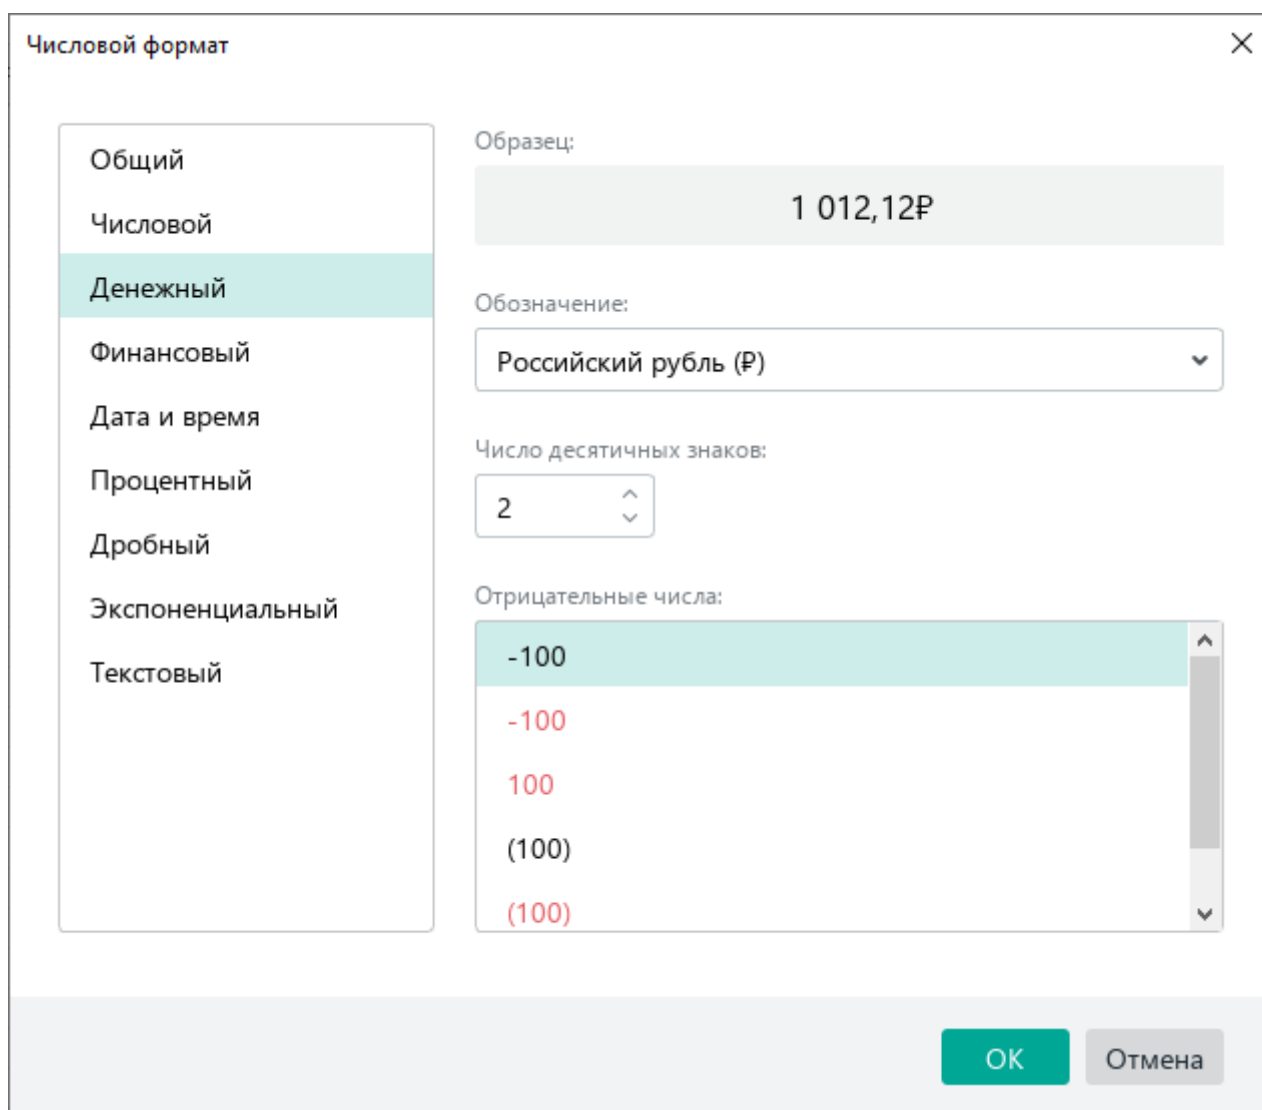 Числовой формат
Общий
Числовой
Денежный
Финансовый
Дата и время
Процентный
Дробный
Экспоненциальный
Текстовый
Образец:
1 012,12₽
Обозначение:
Российский рубль (₽)
Число десятичных знаков:
2
Отрицательные числа:
-100
-100
100
(100)
(100)
ОК
Отмена